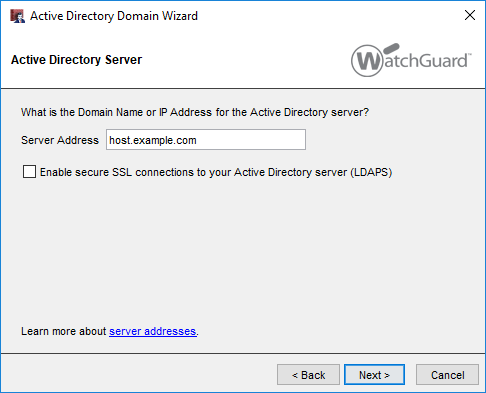 Active Directory Domain Wizard
Active Directory Server
WatchGuard
What is the Domain Name or IP Address for the Active Directory server?
Server Address host.example.com
Enable secure SSL connections to your Active Directory server (LDAPS)
Learn more about server addresses.
< Back Next > Cancel